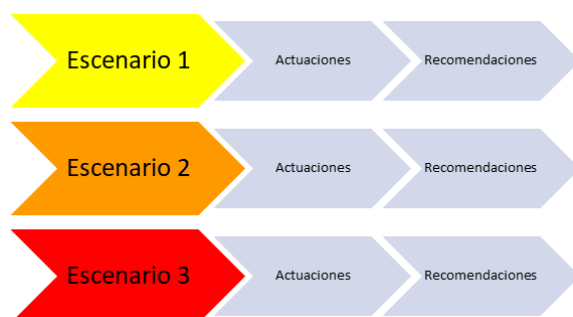 Escenario 1
Actuaciones
Recomendaciones
Escenario 2
Actuaciones
Recomendaciones
Escenario 3
Actuaciones
Recomendaciones